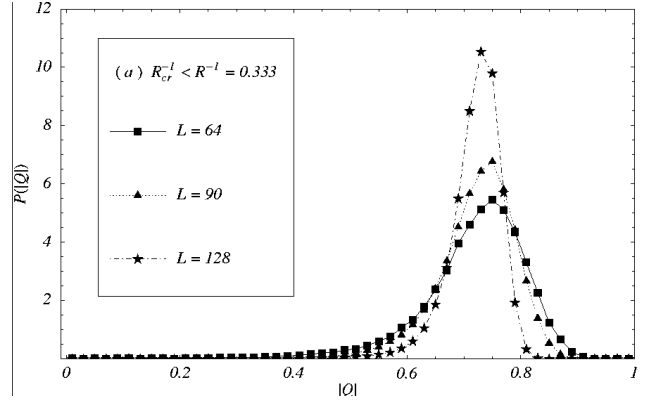 12
10
8
6
4
2
P(|Q|)
(a) R_cr^-1 < R^-1 = 0.333
L = 64
L = 90
L = 128
0 0.2 0.4 0.6 0.8 1
|Q|